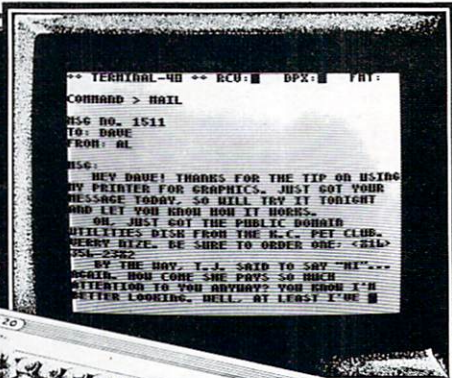 ** TERMINAL-40 ** RCV:█ DPX:█ FMT:
COMMAND > MAIL
MSG NO. 1511
TO: DAVE
FROM: AL
MSG:
HEY DAVE! THANKS FOR THE TIP ON USING
MY PRINTER FOR GRAPHICS. JUST GOT YOUR
MESSAGE TODAY, SO WILL TRY IT TONIGHT
AND LET YOU KNOW HOW IT WORKS.
OH, JUST GOT THE PUBLIC DOMAIN
UTILITIES DISK FROM THE K.C. PET CLUB.
VERRY NIZE. BE SURE TO ORDER ONE; <816>
356-2382
BY THE WAY, T.J. SAID TO SAY "HI"...
AGAIN. HOW COME SHE PAYS SO MUCH
ATTENTION TO YOU ANYWAY? YOU KNOW I'M
BETTER LOOKING. WELL, AT LEAST I'VE █
20